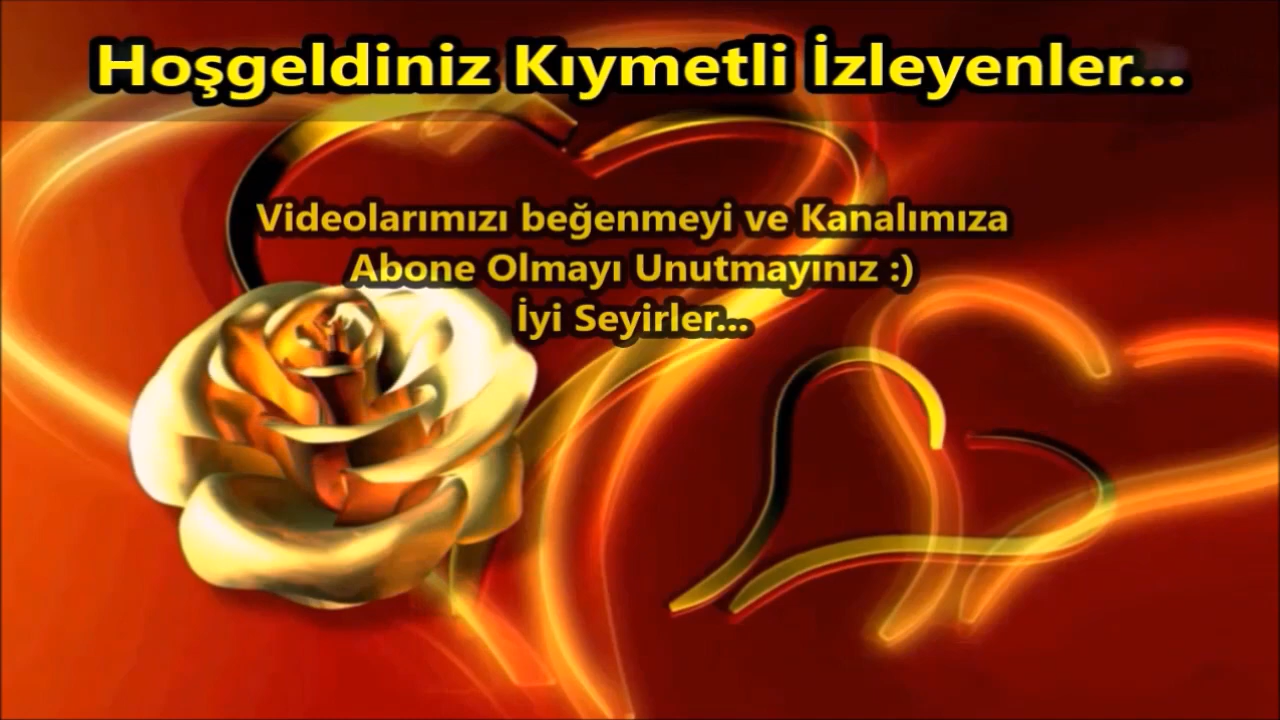 Hoşgeldiniz Kıymetli İzleyenler...
Videolarımızı beğenmeyi ve Kanalımıza
Abone Olmayı Unutmayınız :)
İyi Seyirler...